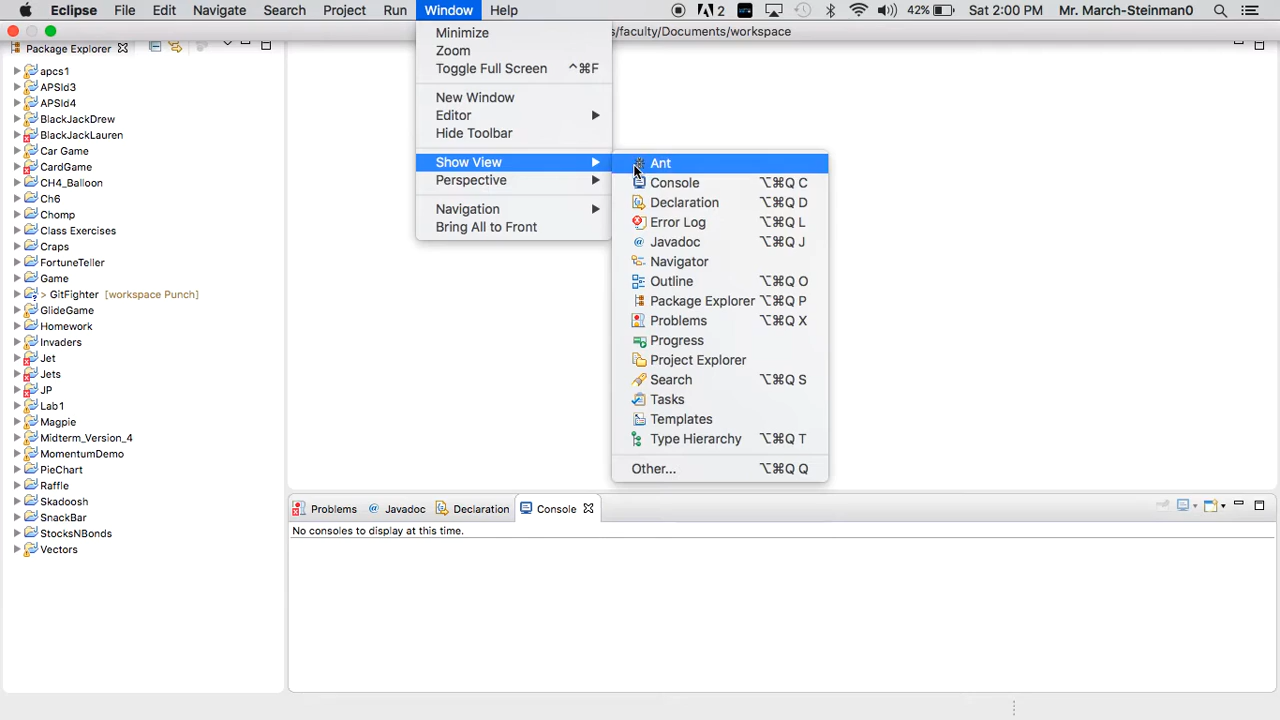 Eclipse File Edit Navigate Search Project Run Window Help 2 42% Sat 2:00 PM Mr. March-Steinman0
s/faculty/Documents/workspace
Package Explorer
apcs1
APSId3
APSId4
BlackJackDrew
BlackJackLauren
Car Game
CardGame
CH4_Balloon
Ch6
Chomp
Class Exercises
Craps
FortuneTeller
Game
> GitFighter [workspace Punch]
GlideGame
Homework
Invaders
Jet
Jets
JP
Lab1
Magpie
Midterm_Version_4
MomentumDemo
PieChart
Raffle
Skadoosh
SnackBar
StocksNBonds
Vectors
Minimize
Zoom
Toggle Full Screen ^⌘F
New Window
Editor
Hide Toolbar
Show View
Perspective
Navigation
Bring All to Front
Ant
Console ⌥⌘Q C
Declaration ⌥⌘Q D
Error Log ⌥⌘Q L
Javadoc ⌥⌘Q J
Navigator
Outline ⌥⌘Q O
Package Explorer ⌥⌘Q P
Problems ⌥⌘Q X
Progress
Project Explorer
Search ⌥⌘Q S
Tasks
Templates
Type Hierarchy ⌥⌘Q T
Other... ⌥⌘Q Q
Problems Javadoc Declaration Console
No consoles to display at this time.